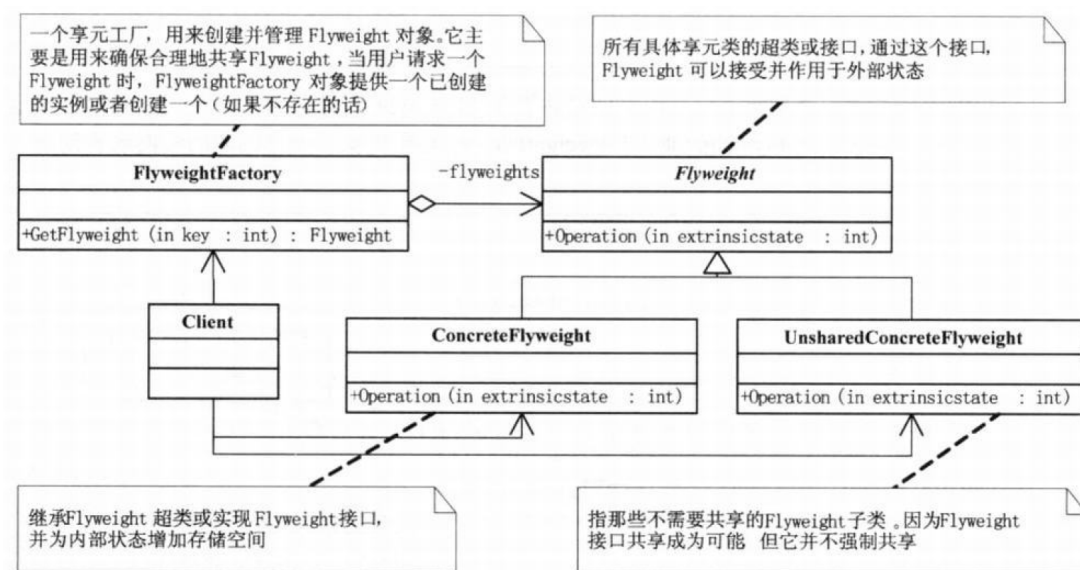 一个享元工厂,用来创建并管理 Flyweight 对象。它主
要是用来确保合理地共享Flyweight,当用户请求一个
Flyweight 时, FlyweightFactory 对象提供一个已创建
的实例或者创建一个(如果不存在的话)
所有具体享元类的超类或接口,通过这个接口,
Flyweight 可以接受并作用于外部状态
FlyweightFactory
+GetFlyweight (in key : int) : Flyweight
-flyweights
Flyweight
+Operation (in extrinsicstate : int)
Client
ConcreteFlyweight
+Operation (in extrinsicstate : int)
UnsharedConcreteFlyweight
+Operation (in extrinsicstate : int)
继承Flyweight 超类或实现 Flyweight接口,
并为内部状态增加存储空间
指那些不需要共享的Flyweight 子类。因为Flyweight
接口共享成为可能 但它并不强制共享